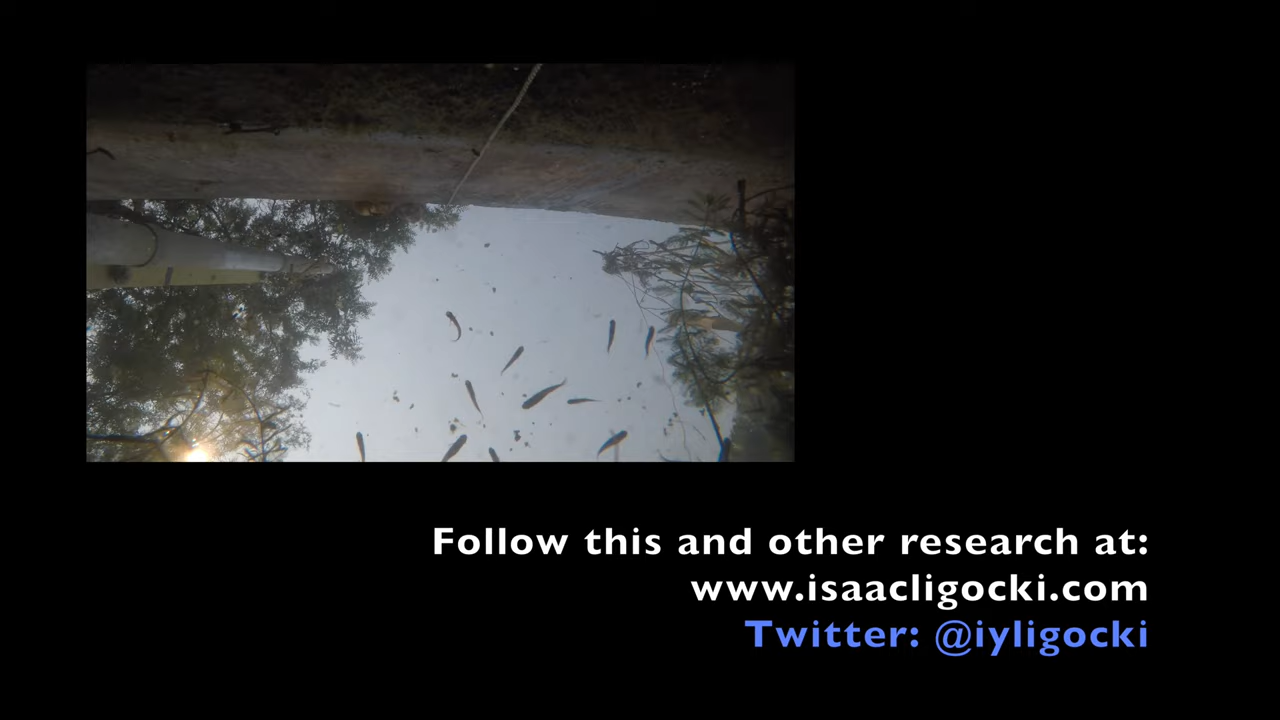 Follow this and other research at:
www.isaacligocki.com
Twitter: @iyligocki